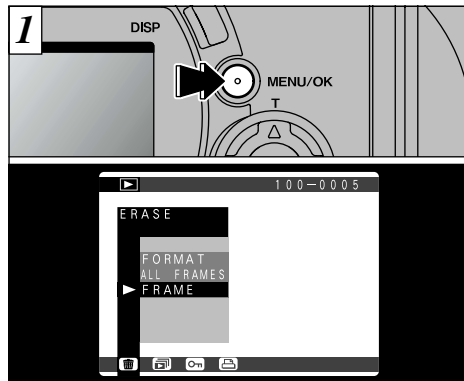 1
DISP
MENU/OK
T
100-0005
ERASE
FORMAT
ALL FRAMES
FRAME